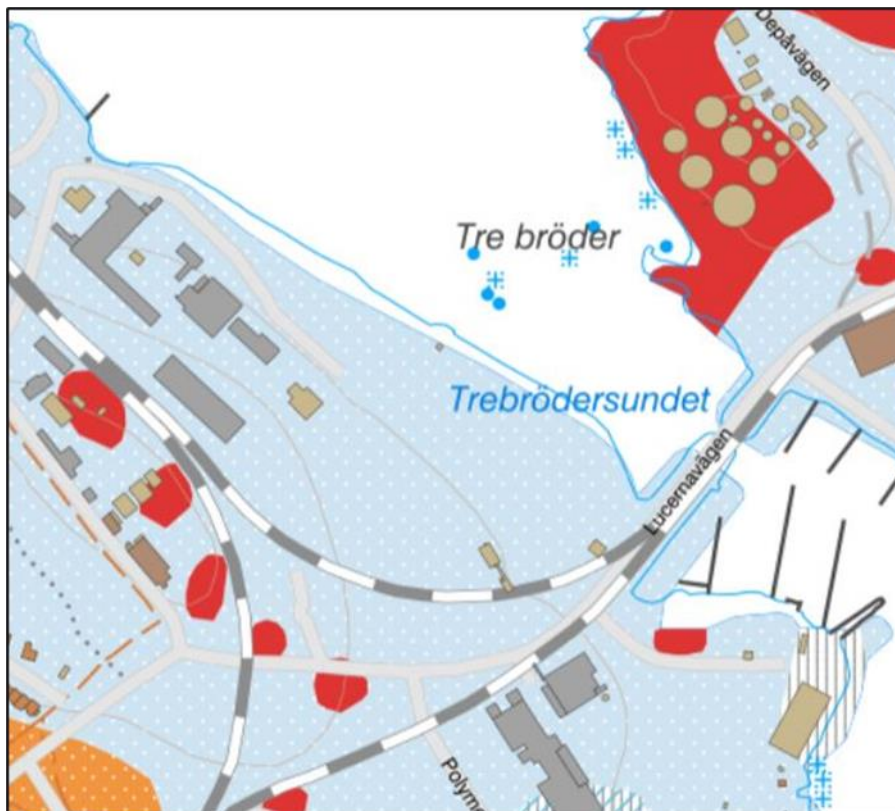 Depåvägen
Tre bröder
Trebrödersundet
Lucernavägen
Polyme